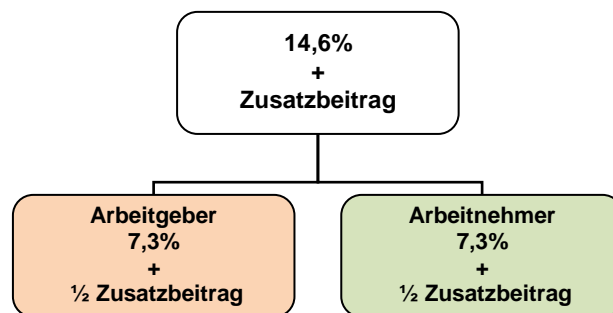 14,6%
+
Zusatzbeitrag
Arbeitgeber
7,3%
+
½ Zusatzbeitrag
Arbeitnehmer
7,3%
+
½ Zusatzbeitrag